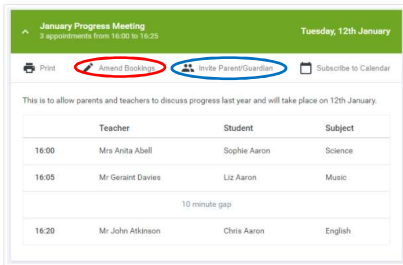 January Progress Meeting
3 appointments from 16:00 to 16:25
Tuesday, 12th January
Print Amend Bookings Invite Parent/Guardian Subscribe to Calendar
This is to allow parents and teachers to discuss progress last year and will take place on 12th January.
Teacher Student Subject
16:00 Mrs Anita Abell Sophie Aaron Science
16:05 Mr Geraint Davies Liz Aaron Music
10 minute gap
16:20 Mr John Atkinson Chris Aaron English